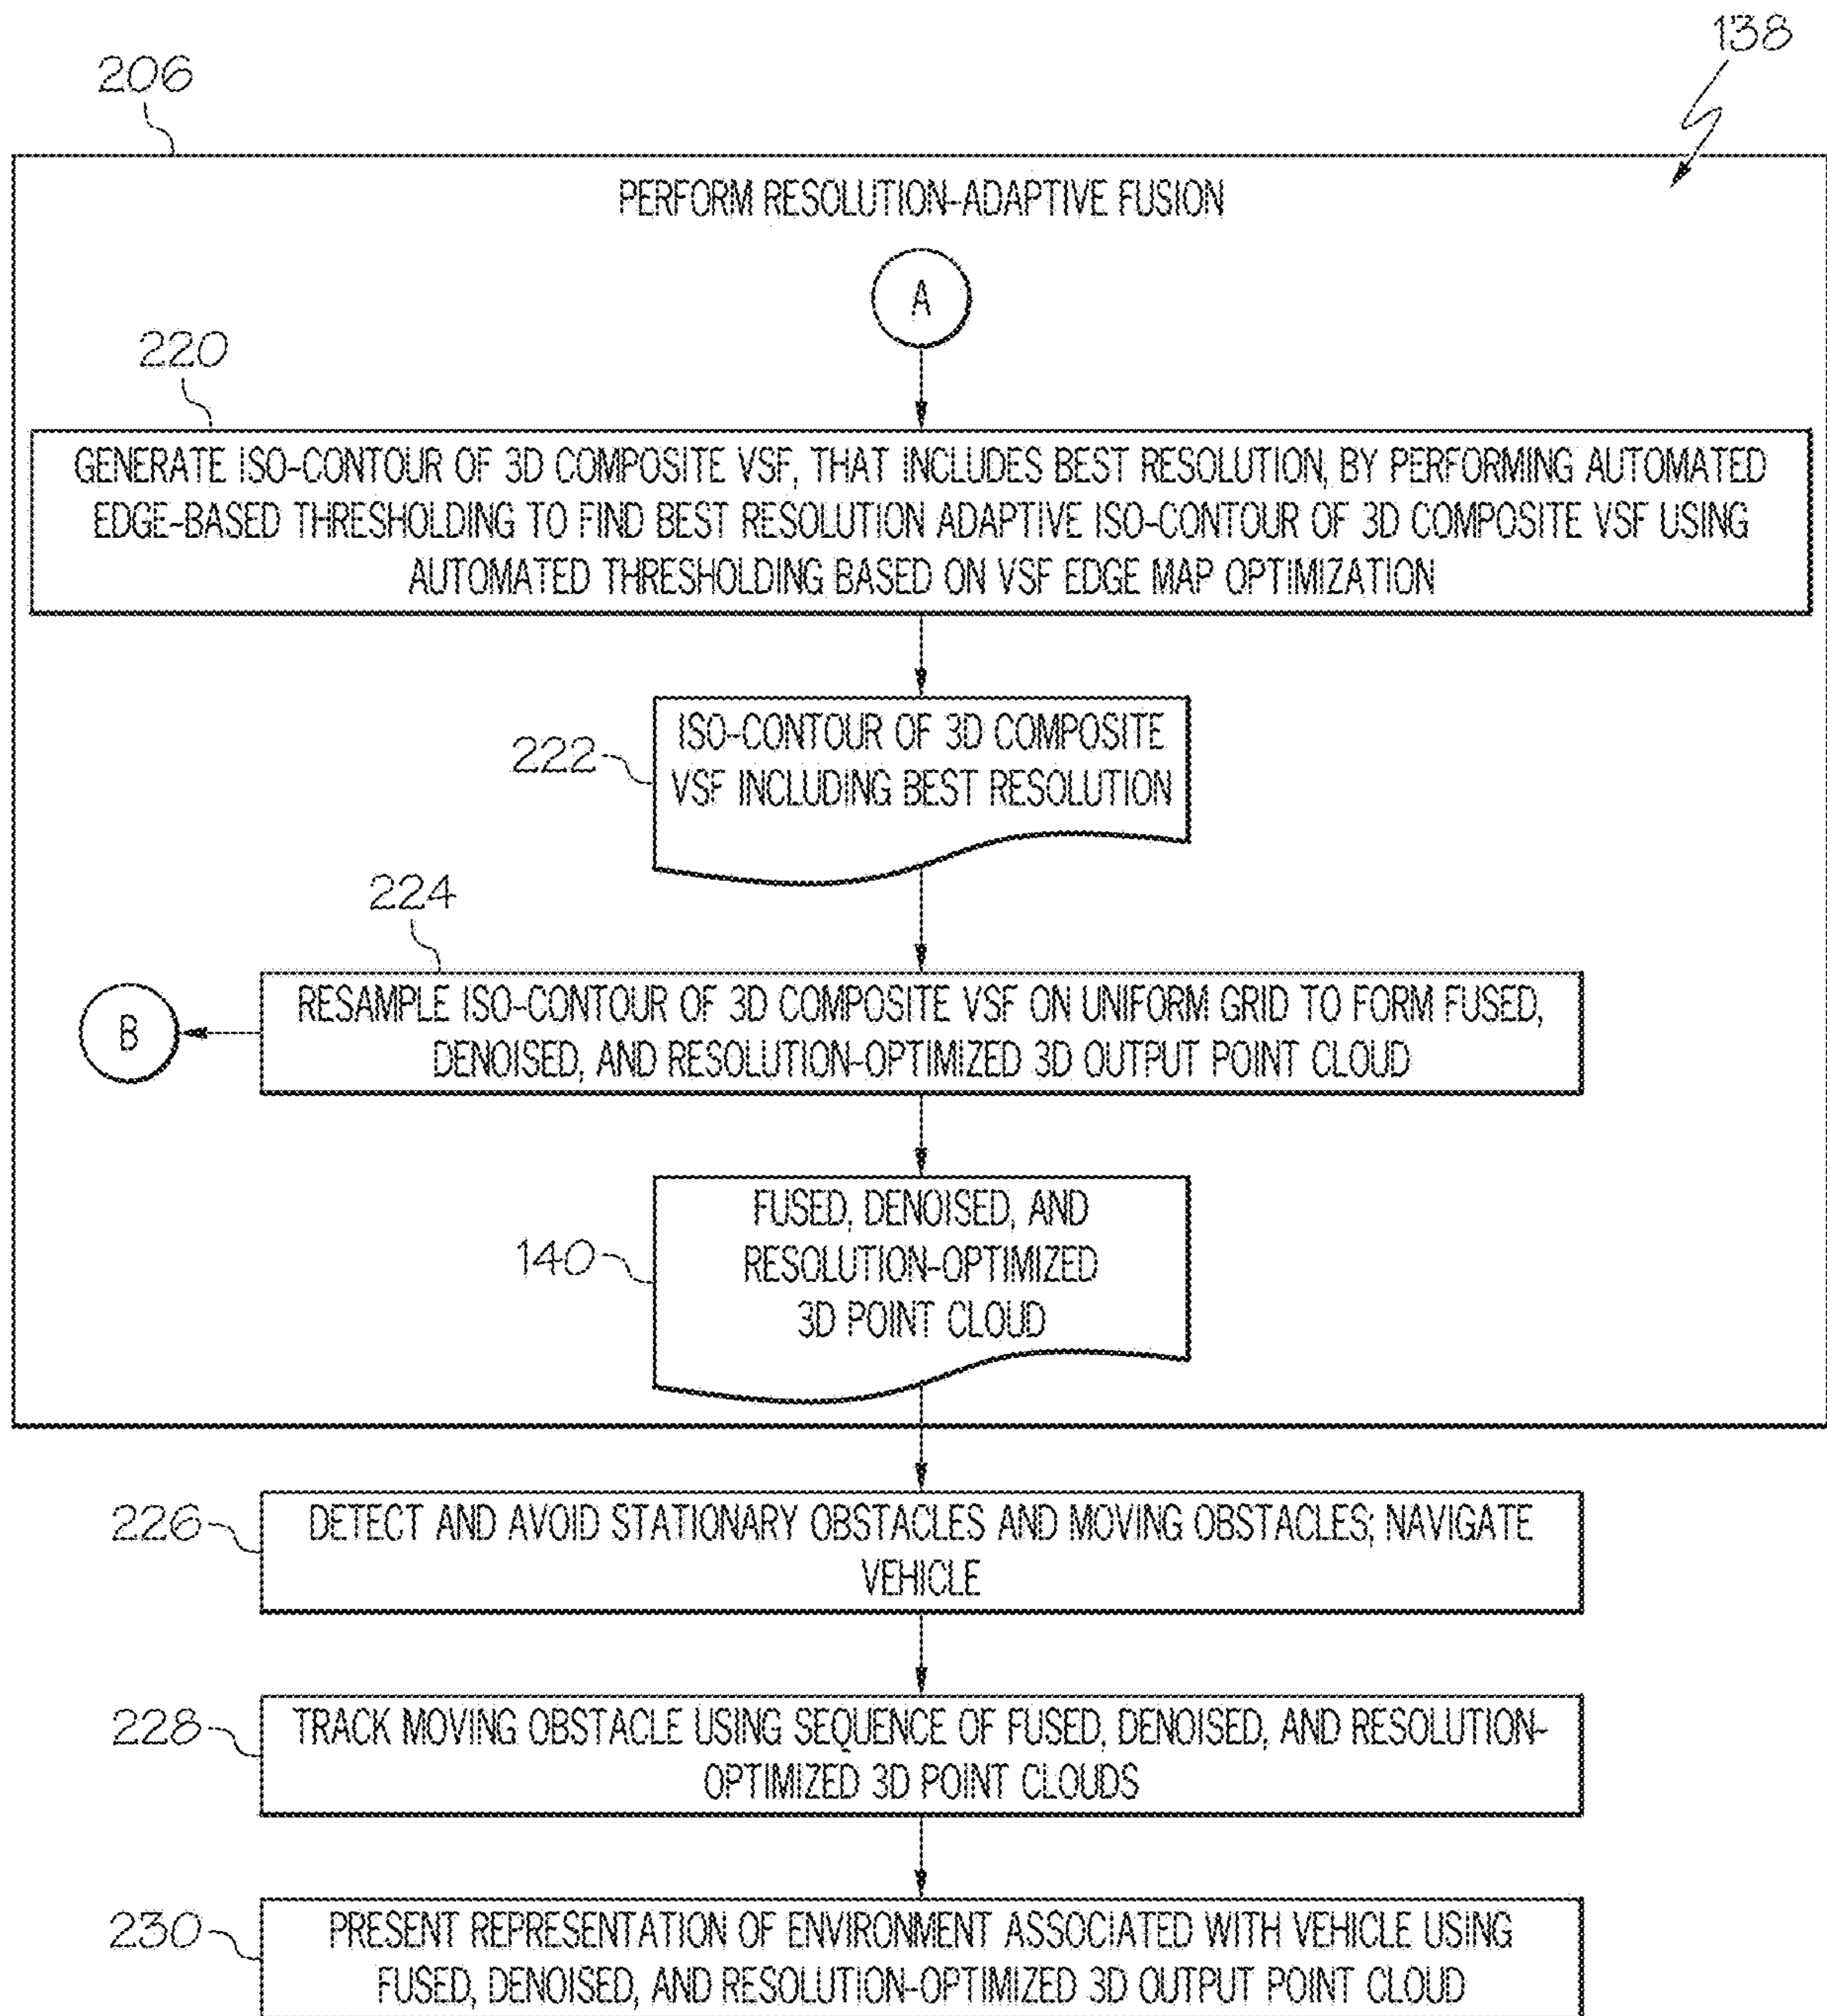 138
206
PERFORM RESOLUTION-ADAPTIVE FUSION
A
220
GENERATE ISO-CONTOUR OF 3D COMPOSITE VSF, THAT INCLUDES BEST RESOLUTION, BY PERFORMING AUTOMATED
EDGE-BASED THRESHOLDING TO FIND BEST RESOLUTION ADAPTIVE ISO-CONTOUR OF 3D COMPOSITE VSF USING
AUTOMATED THRESHOLDING BASED ON VSF EDGE MAP OPTIMIZATION
222
ISO-CONTOUR OF 3D COMPOSITE
VSF INCLUDING BEST RESOLUTION
224
B
RESAMPLE ISO-CONTOUR OF 3D COMPOSITE VSF ON UNIFORM GRID TO FORM FUSED,
DENOISED, AND RESOLUTION-OPTIMIZED 3D OUTPUT POINT CLOUD
140
FUSED, DENOISED, AND
RESOLUTION-OPTIMIZED
3D POINT CLOUD
226
DETECT AND AVOID STATIONARY OBSTACLES AND MOVING OBSTACLES; NAVIGATE
VEHICLE
228
TRACK MOVING OBSTACLE USING SEQUENCE OF FUSED, DENOISED, AND RESOLUTION-
OPTIMIZED 3D POINT CLOUDS
230
PRESENT REPRESENTATION OF ENVIRONMENT ASSOCIATED WITH VEHICLE USING
FUSED, DENOISED, AND RESOLUTION-OPTIMIZED 3D OUTPUT POINT CLOUD